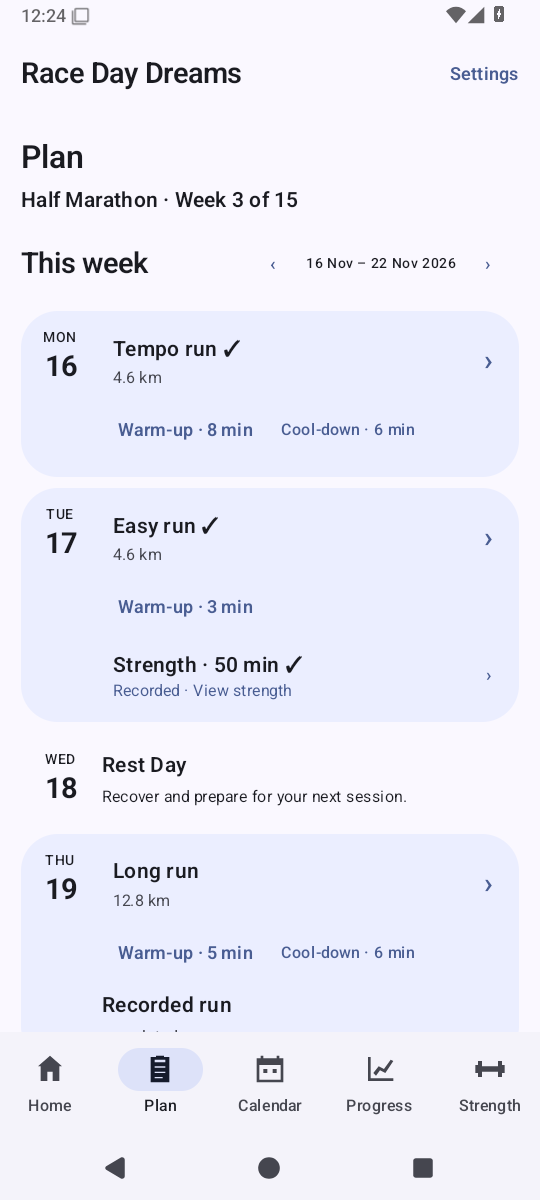 12:24
Race Day Dreams
Settings
Plan
Half Marathon · Week 3 of 15
This week
‹ 16 Nov – 22 Nov 2026 ›
MON
16
Tempo run ✓
4.6 km
›
Warm-up · 8 min
Cool-down · 6 min
TUE
17
Easy run ✓
4.6 km
›
Warm-up · 3 min
Strength · 50 min ✓
Recorded · View strength
›
WED
18
Rest Day
Recover and prepare for your next session.
THU
19
Long run
12.8 km
›
Warm-up · 5 min
Cool-down · 6 min
Recorded run
Home
Plan
Calendar
Progress
Strength